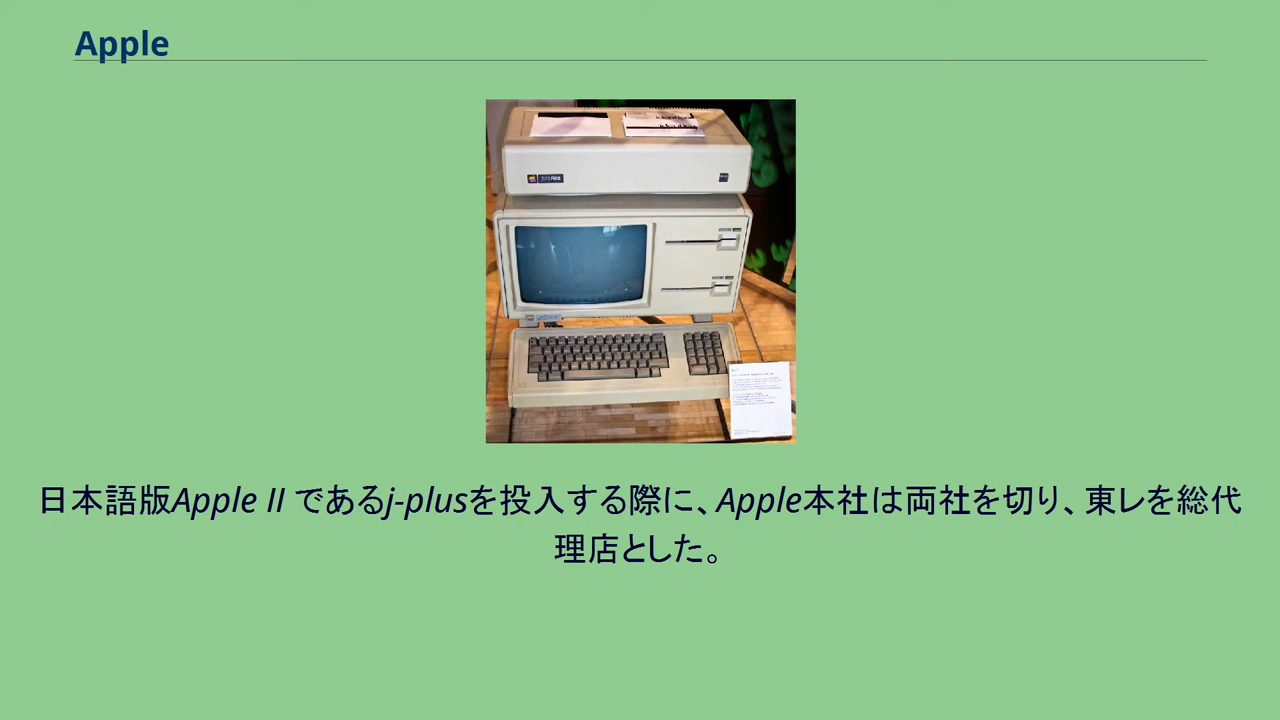 Apple
日本語版Apple II であるj-plusを投入する際に、Apple本社は両社を切り、東レを総代
理店とした。